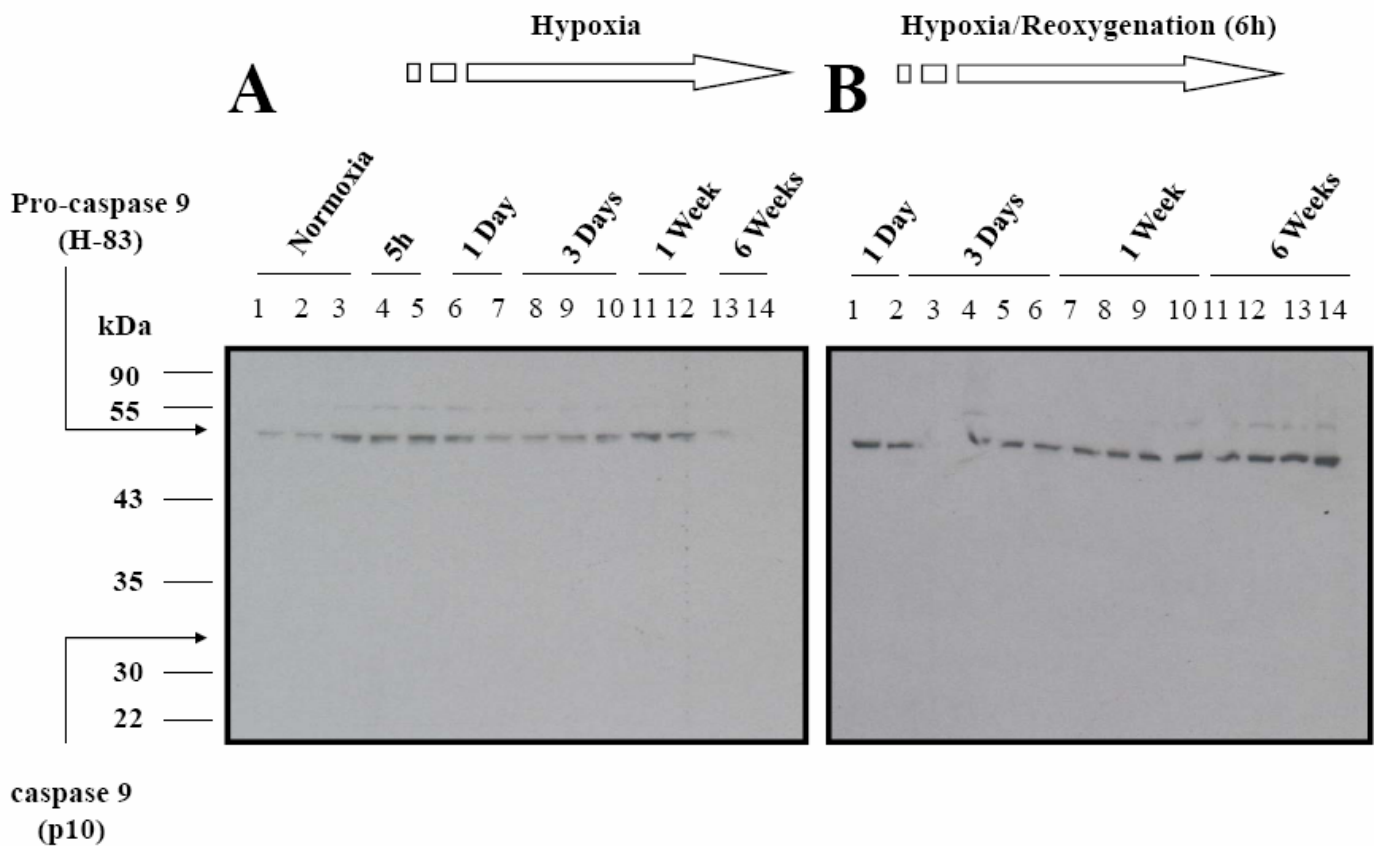 Hypoxia
Hypoxia/Reoxygenation (6h)
A
B
Normoxia
5h
1 Day
3 Days
1 Week
6 Weeks
1 Day
3 Days
1 Week
6 Weeks
Pro-caspase 9
(H-83)
1 2 3 4 5 6 7 8 9 10 11 12 13 14
1 2 3 4 5 6 7 8 9 10 11 12 13 14
kDa
90
55
43
35
30
22
caspase 9
(p10)